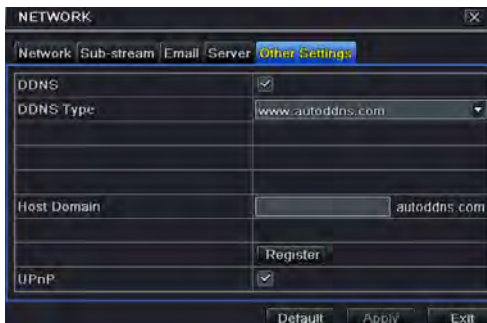 NETWORK X
Network Sub-stream Email Server Other Settings
DDNS
DDNS Type www.autoddns.com
Host Domain autoddns.com
Register
UPnP
Default Apply Exit